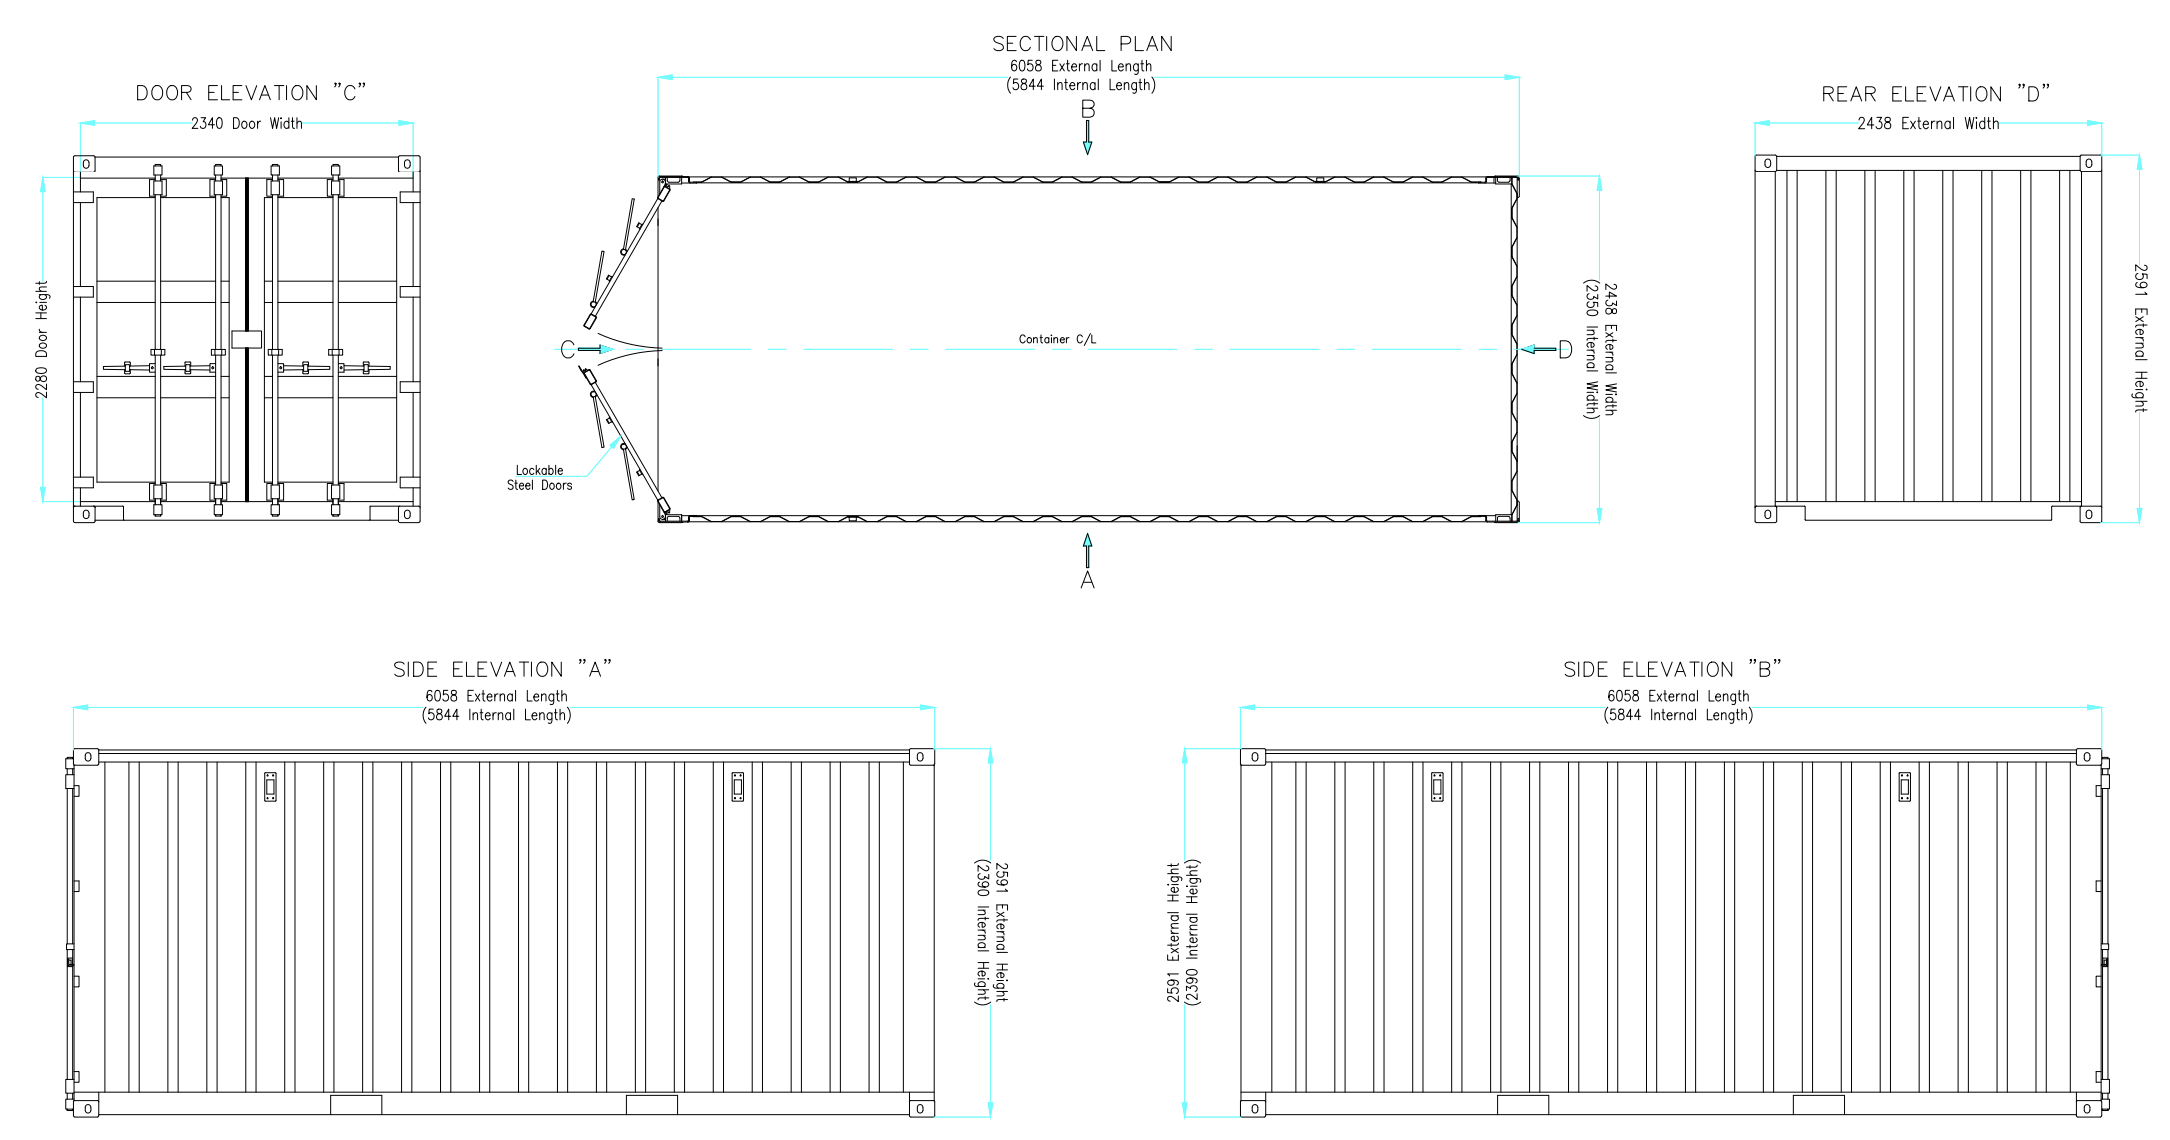 SECTIONAL PLAN
6058 External Length
(5844 Internal Length)
B
DOOR ELEVATION "C"
2340 Door Width
2280 Door Height
REAR ELEVATION "D"
2438 External Width
2591 External Height
2438 External Width
(2350 Internal Width)
Container C/L
C
D
Lockable
Steel Doors
A
SIDE ELEVATION "A"
6058 External Length
(5844 Internal Length)
2591 External Height
(2390 Internal Height)
SIDE ELEVATION "B"
6058 External Length
(5844 Internal Length)
2591 External Height
(2390 Internal Height)